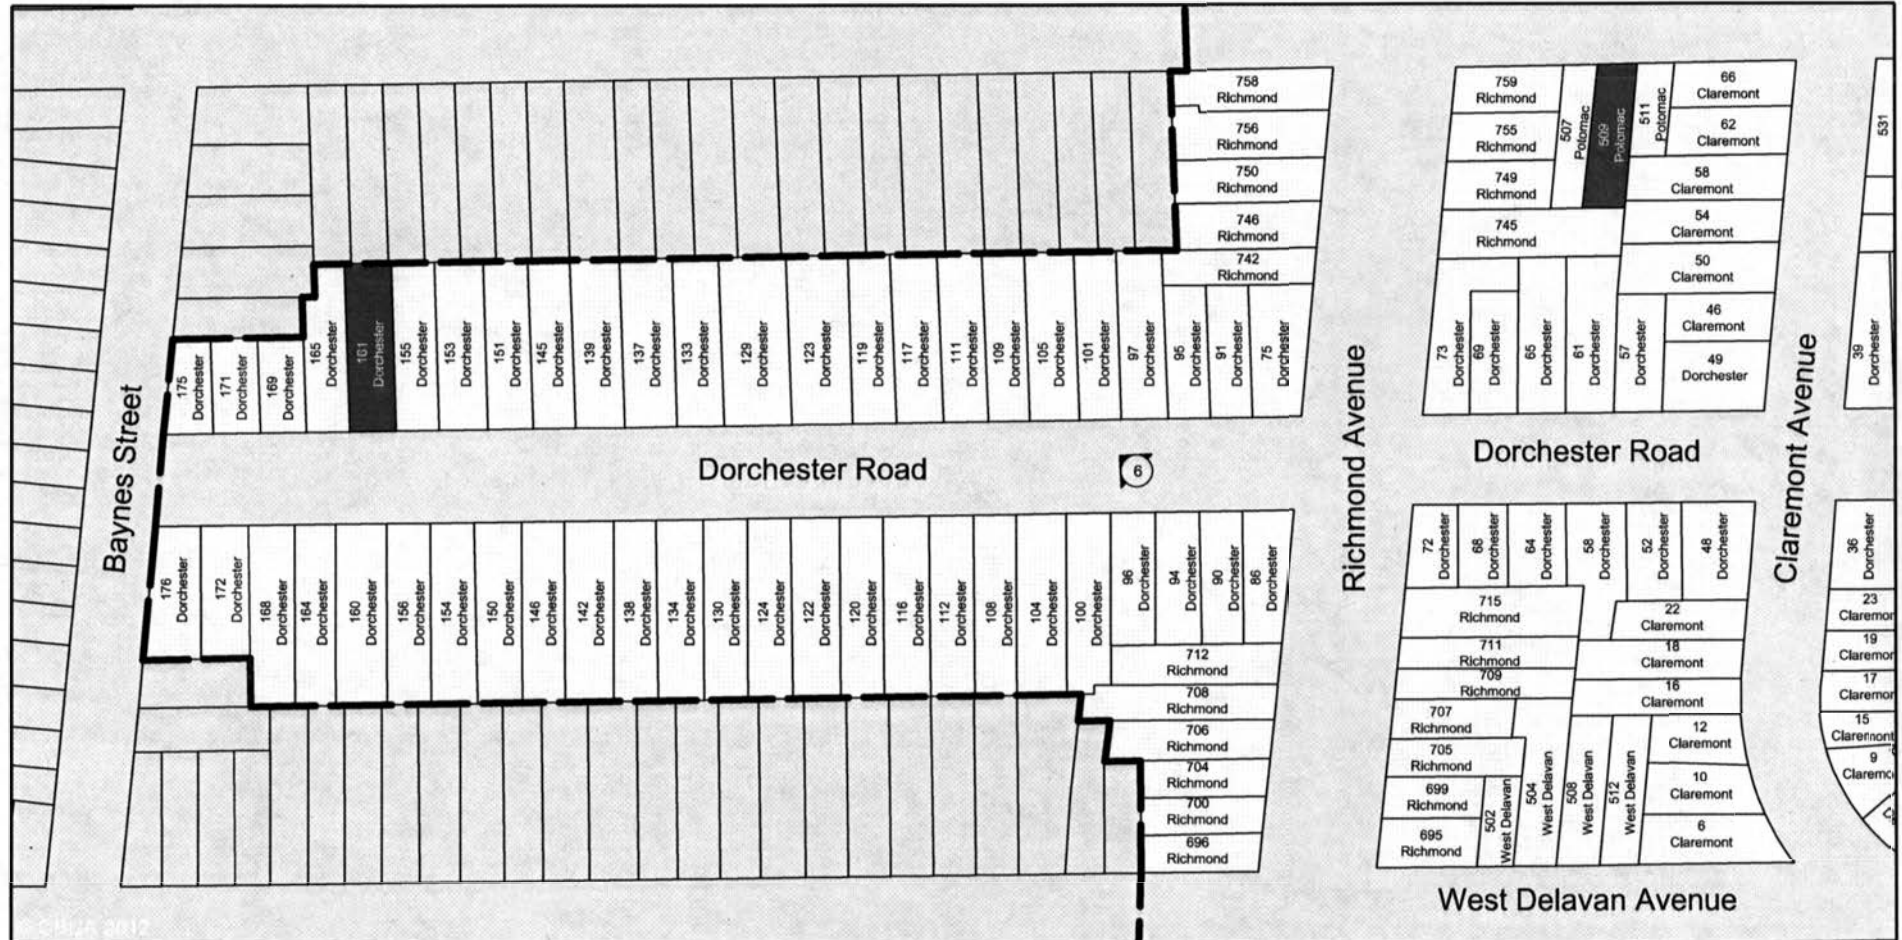 758
Richmond
756
Richmond
750
Richmond
746
Richmond
742
Richmond
759
Richmond
755
Richmond
749
Richmond
745
Richmond
507
Potomac
509
Potomac
511
Potomac
66
Claremont
62
Claremont
58
Claremont
54
Claremont
50
Claremont
46
Claremont
49
Dorchester
531
175
Dorchester
171
Dorchester
169
Dorchester
165
Dorchester
161
Dorchester
155
Dorchester
153
Dorchester
151
Dorchester
145
Dorchester
139
Dorchester
137
Dorchester
133
Dorchester
129
Dorchester
123
Dorchester
119
Dorchester
117
Dorchester
111
Dorchester
109
Dorchester
105
Dorchester
101
Dorchester
97
Dorchester
95
Dorchester
91
Dorchester
75
Dorchester
73
Dorchester
69
Dorchester
65
Dorchester
61
Dorchester
57
Dorchester
39
Dorchester
Baynes Street
Dorchester Road
6
Richmond Avenue
Dorchester Road
Claremont Avenue
176
Dorchester
172
Dorchester
168
Dorchester
164
Dorchester
160
Dorchester
156
Dorchester
154
Dorchester
150
Dorchester
146
Dorchester
142
Dorchester
138
Dorchester
134
Dorchester
130
Dorchester
124
Dorchester
122
Dorchester
120
Dorchester
116
Dorchester
112
Dorchester
108
Dorchester
104
Dorchester
100
Dorchester
96
Dorchester
94
Dorchester
90
Dorchester
86
Dorchester
712
Richmond
708
Richmond
706
Richmond
704
Richmond
700
Richmond
696
Richmond
72
Dorchester
68
Dorchester
64
Dorchester
58
Dorchester
52
Dorchester
48
Dorchester
715
Richmond
711
Richmond
709
Richmond
707
Richmond
705
Richmond
699
Richmond
695
Richmond
502
West Delavan
504
West Delavan
508
West Delavan
512
West Delavan
22
Claremont
18
Claremont
16
Claremont
12
Claremont
10
Claremont
6
Claremont
36
Dorchester
23
Claremon
19
Claremon
17
Claremon
15
Claremont
9
Claremo
West Delavan Avenue
2012